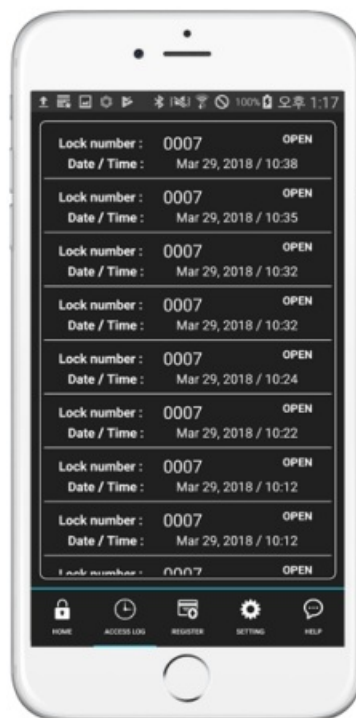 100% 오후 1:17
Lock number : 0007 OPEN
Date / Time : Mar 29, 2018 / 10:38
Lock number : 0007 OPEN
Date / Time : Mar 29, 2018 / 10:35
Lock number : 0007 OPEN
Date / Time : Mar 29, 2018 / 10:32
Lock number : 0007 OPEN
Date / Time : Mar 29, 2018 / 10:32
Lock number : 0007 OPEN
Date / Time : Mar 29, 2018 / 10:24
Lock number : 0007 OPEN
Date / Time : Mar 29, 2018 / 10:22
Lock number : 0007 OPEN
Date / Time : Mar 29, 2018 / 10:12
Lock number : 0007 OPEN
Date / Time : Mar 29, 2018 / 10:12
Lock number : 0007 OPEN
HOME ACCESS LOG REGISTER SETTING HELP